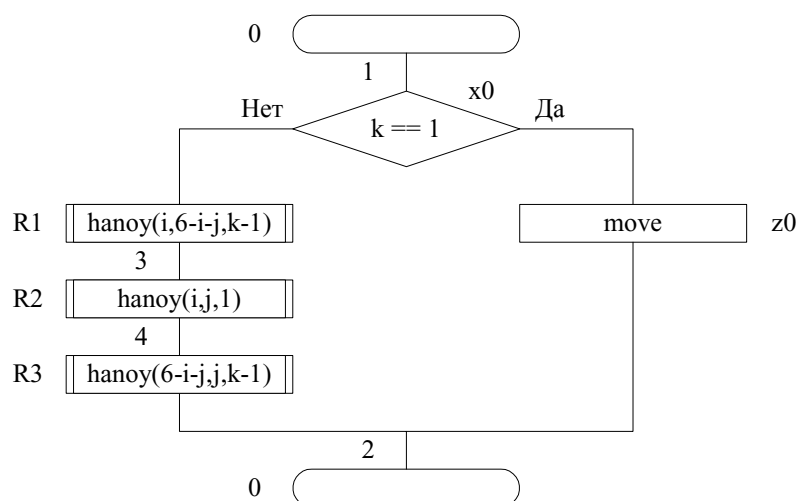 0
1
x0
Нет
k == 1
Да
R1
hanoy(i,6-i-j,k-1)
move
z0
3
R2
hanoy(i,j,1)
4
R3
hanoy(6-i-j,j,k-1)
2
0